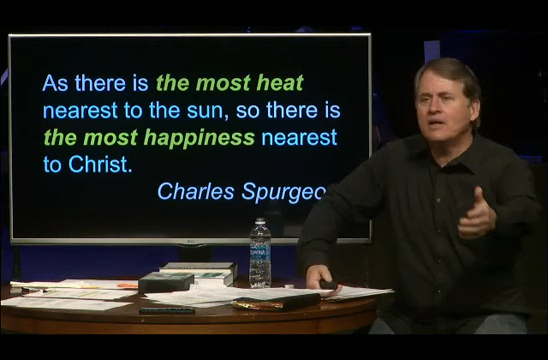 As there is the most heat
nearest to the sun, so there is
the most happiness nearest
to Christ.
Charles Spurgeo